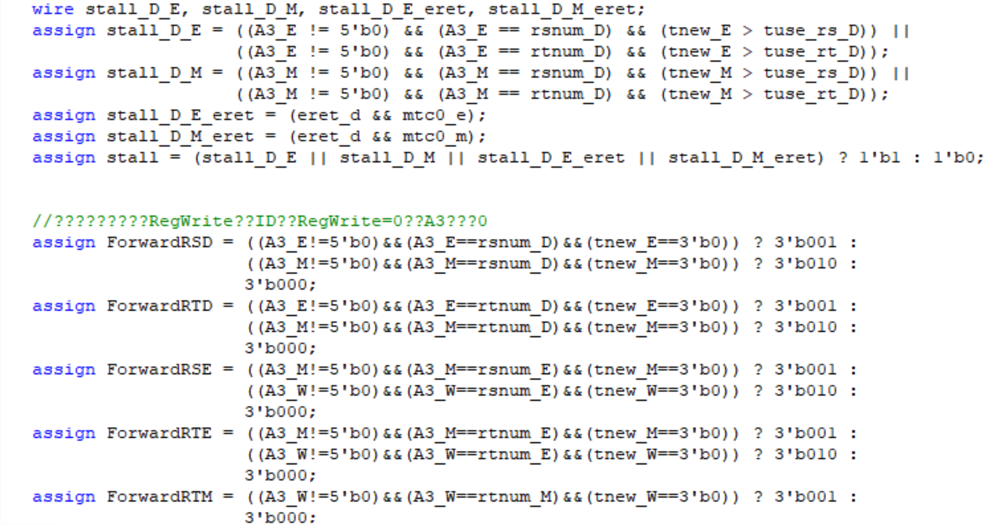 wire stall_D_E, stall_D_M, stall_D_E_eret, stall_D_M_eret;
assign stall_D_E = ((A3_E != 5'b0) && (A3_E == rsnum_D) && (tnew_E > tuse_rs_D)) ||
((A3_E != 5'b0) && (A3_E == rtnum_D) && (tnew_E > tuse_rt_D));
assign stall_D_M = ((A3_M != 5'b0) && (A3_M == rsnum_D) && (tnew_M > tuse_rs_D)) ||
((A3_M != 5'b0) && (A3_M == rtnum_D) && (tnew_M > tuse_rt_D));
assign stall_D_E_eret = (eret_d && mtc0_e);
assign stall_D_M_eret = (eret_d && mtc0_m);
assign stall = (stall_D_E || stall_D_M || stall_D_E_eret || stall_D_M_eret) ? 1'b1 : 1'b0;
//?????????RegWrite??ID??RegWrite=0??A3???0
assign ForwardRSD = ((A3_E!=5'b0)&&(A3_E==rsnum_D)&&(tnew_E==3'b0)) ? 3'b001 :
((A3_M!=5'b0)&&(A3_M==rsnum_D)&&(tnew_M==3'b0)) ? 3'b010 :
3'b000;
assign ForwardRTD = ((A3_E!=5'b0)&&(A3_E==rtnum_D)&&(tnew_E==3'b0)) ? 3'b001 :
((A3_M!=5'b0)&&(A3_M==rtnum_D)&&(tnew_M==3'b0)) ? 3'b010 :
3'b000;
assign ForwardRSE = ((A3_M!=5'b0)&&(A3_M==rsnum_E)&&(tnew_M==3'b0)) ? 3'b001 :
((A3_W!=5'b0)&&(A3_W==rsnum_E)&&(tnew_W==3'b0)) ? 3'b010 :
3'b000;
assign ForwardRTE = ((A3_M!=5'b0)&&(A3_M==rtnum_E)&&(tnew_M==3'b0)) ? 3'b001 :
((A3_W!=5'b0)&&(A3_W==rtnum_E)&&(tnew_W==3'b0)) ? 3'b010 :
3'b000;
assign ForwardRTM = ((A3_W!=5'b0)&&(A3_W==rtnum_M)&&(tnew_W==3'b0)) ? 3'b001 :
3'b000;